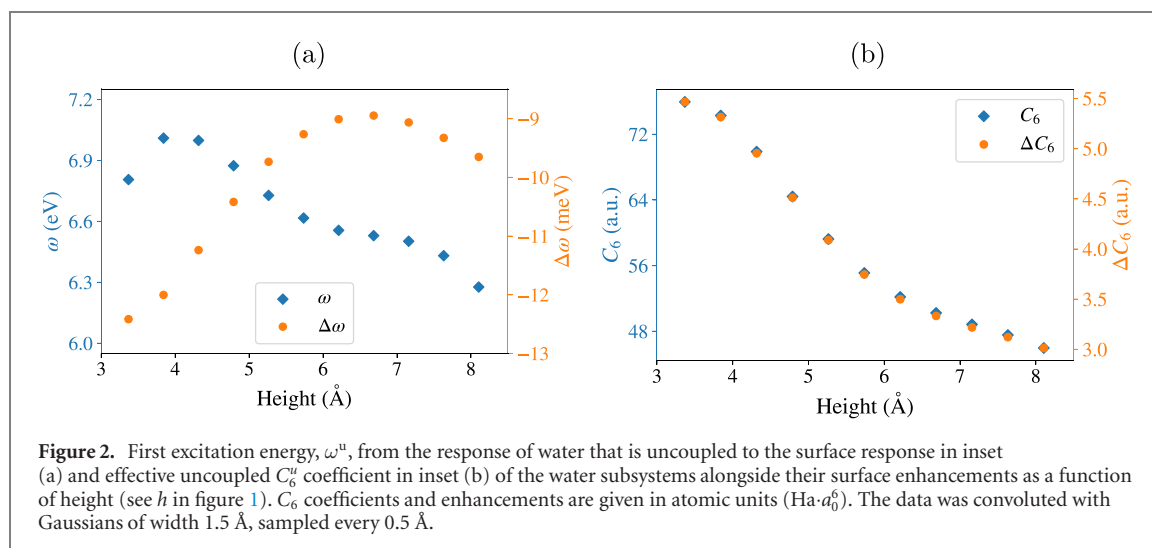 (a)
(b)
7.2
6.9
6.6
6.3
6.0
ω (eV)
−9
−10
−11
−12
−13
Δω (meV)
ω
Δω
3 4 5 6 7 8
Height (Å)
72
64
56
48
C₆ (a.u.)
5.5
5.0
4.5
4.0
3.5
3.0
ΔC₆ (a.u.)
C₆
ΔC₆
3 4 5 6 7 8
Height (Å)
Figure 2. First excitation energy, ωᵘ, from the response of water that is uncoupled to the surface response in inset
(a) and effective uncoupled C₆ᵘ coefficient in inset (b) of the water subsystems alongside their surface enhancements as a function
of height (see h in figure 1). C₆ coefficients and enhancements are given in atomic units (Ha·a₀⁶). The data was convoluted with
Gaussians of width 1.5 Å, sampled every 0.5 Å.